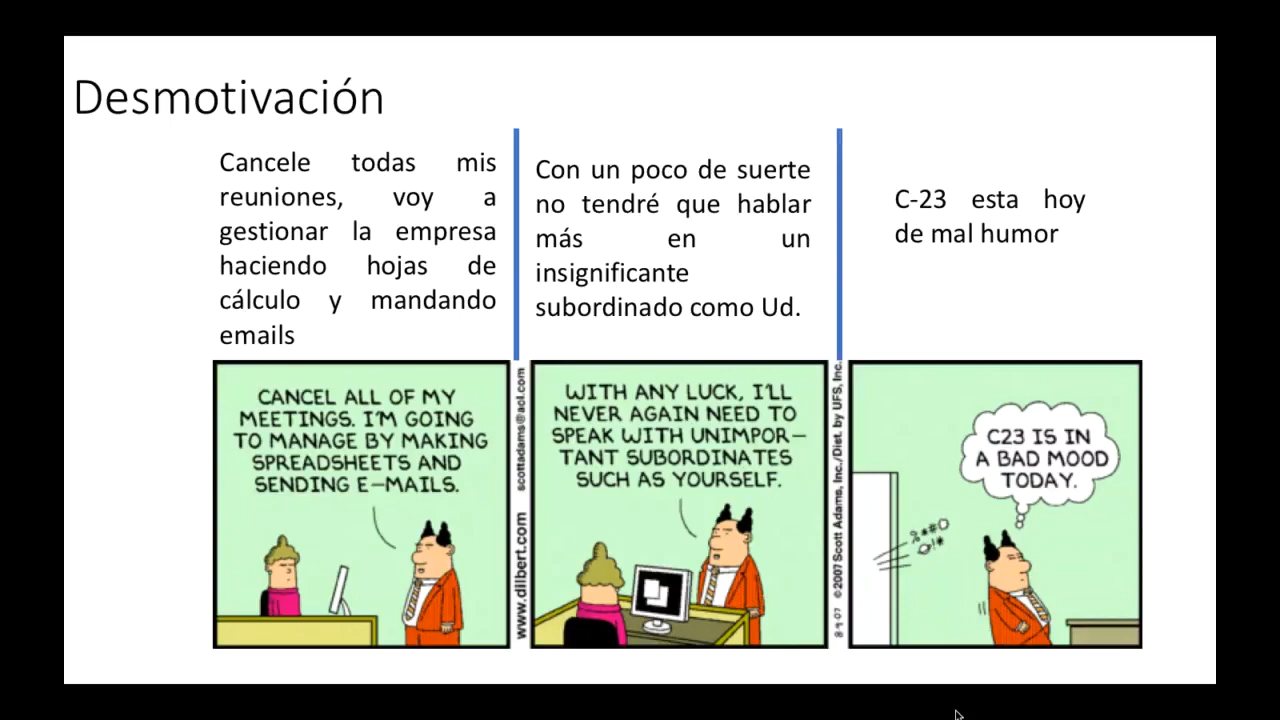 Desmotivación
Cancele todas mis
reuniones, voy a
gestionar la empresa
haciendo hojas de
cálculo y mandando
emails
Con un poco de suerte
no tendré que hablar
más en un
insignificante
subordinado como Ud.
C-23 esta hoy
de mal humor
CANCEL ALL OF MY
MEETINGS. I'M GOING
TO MANAGE BY MAKING
SPREADSHEETS AND
SENDING E-MAILS.
www.dilbert.com scottadams@aol.com
WITH ANY LUCK, I'LL
NEVER AGAIN NEED TO
SPEAK WITH UNIMPOR-
TANT SUBORDINATES
SUCH AS YOURSELF.
8-9-07 ©2007 Scott Adams, Inc./Dist. by UFS, Inc.
C23 IS IN
A BAD MOOD
TODAY.
%*#○
○!*